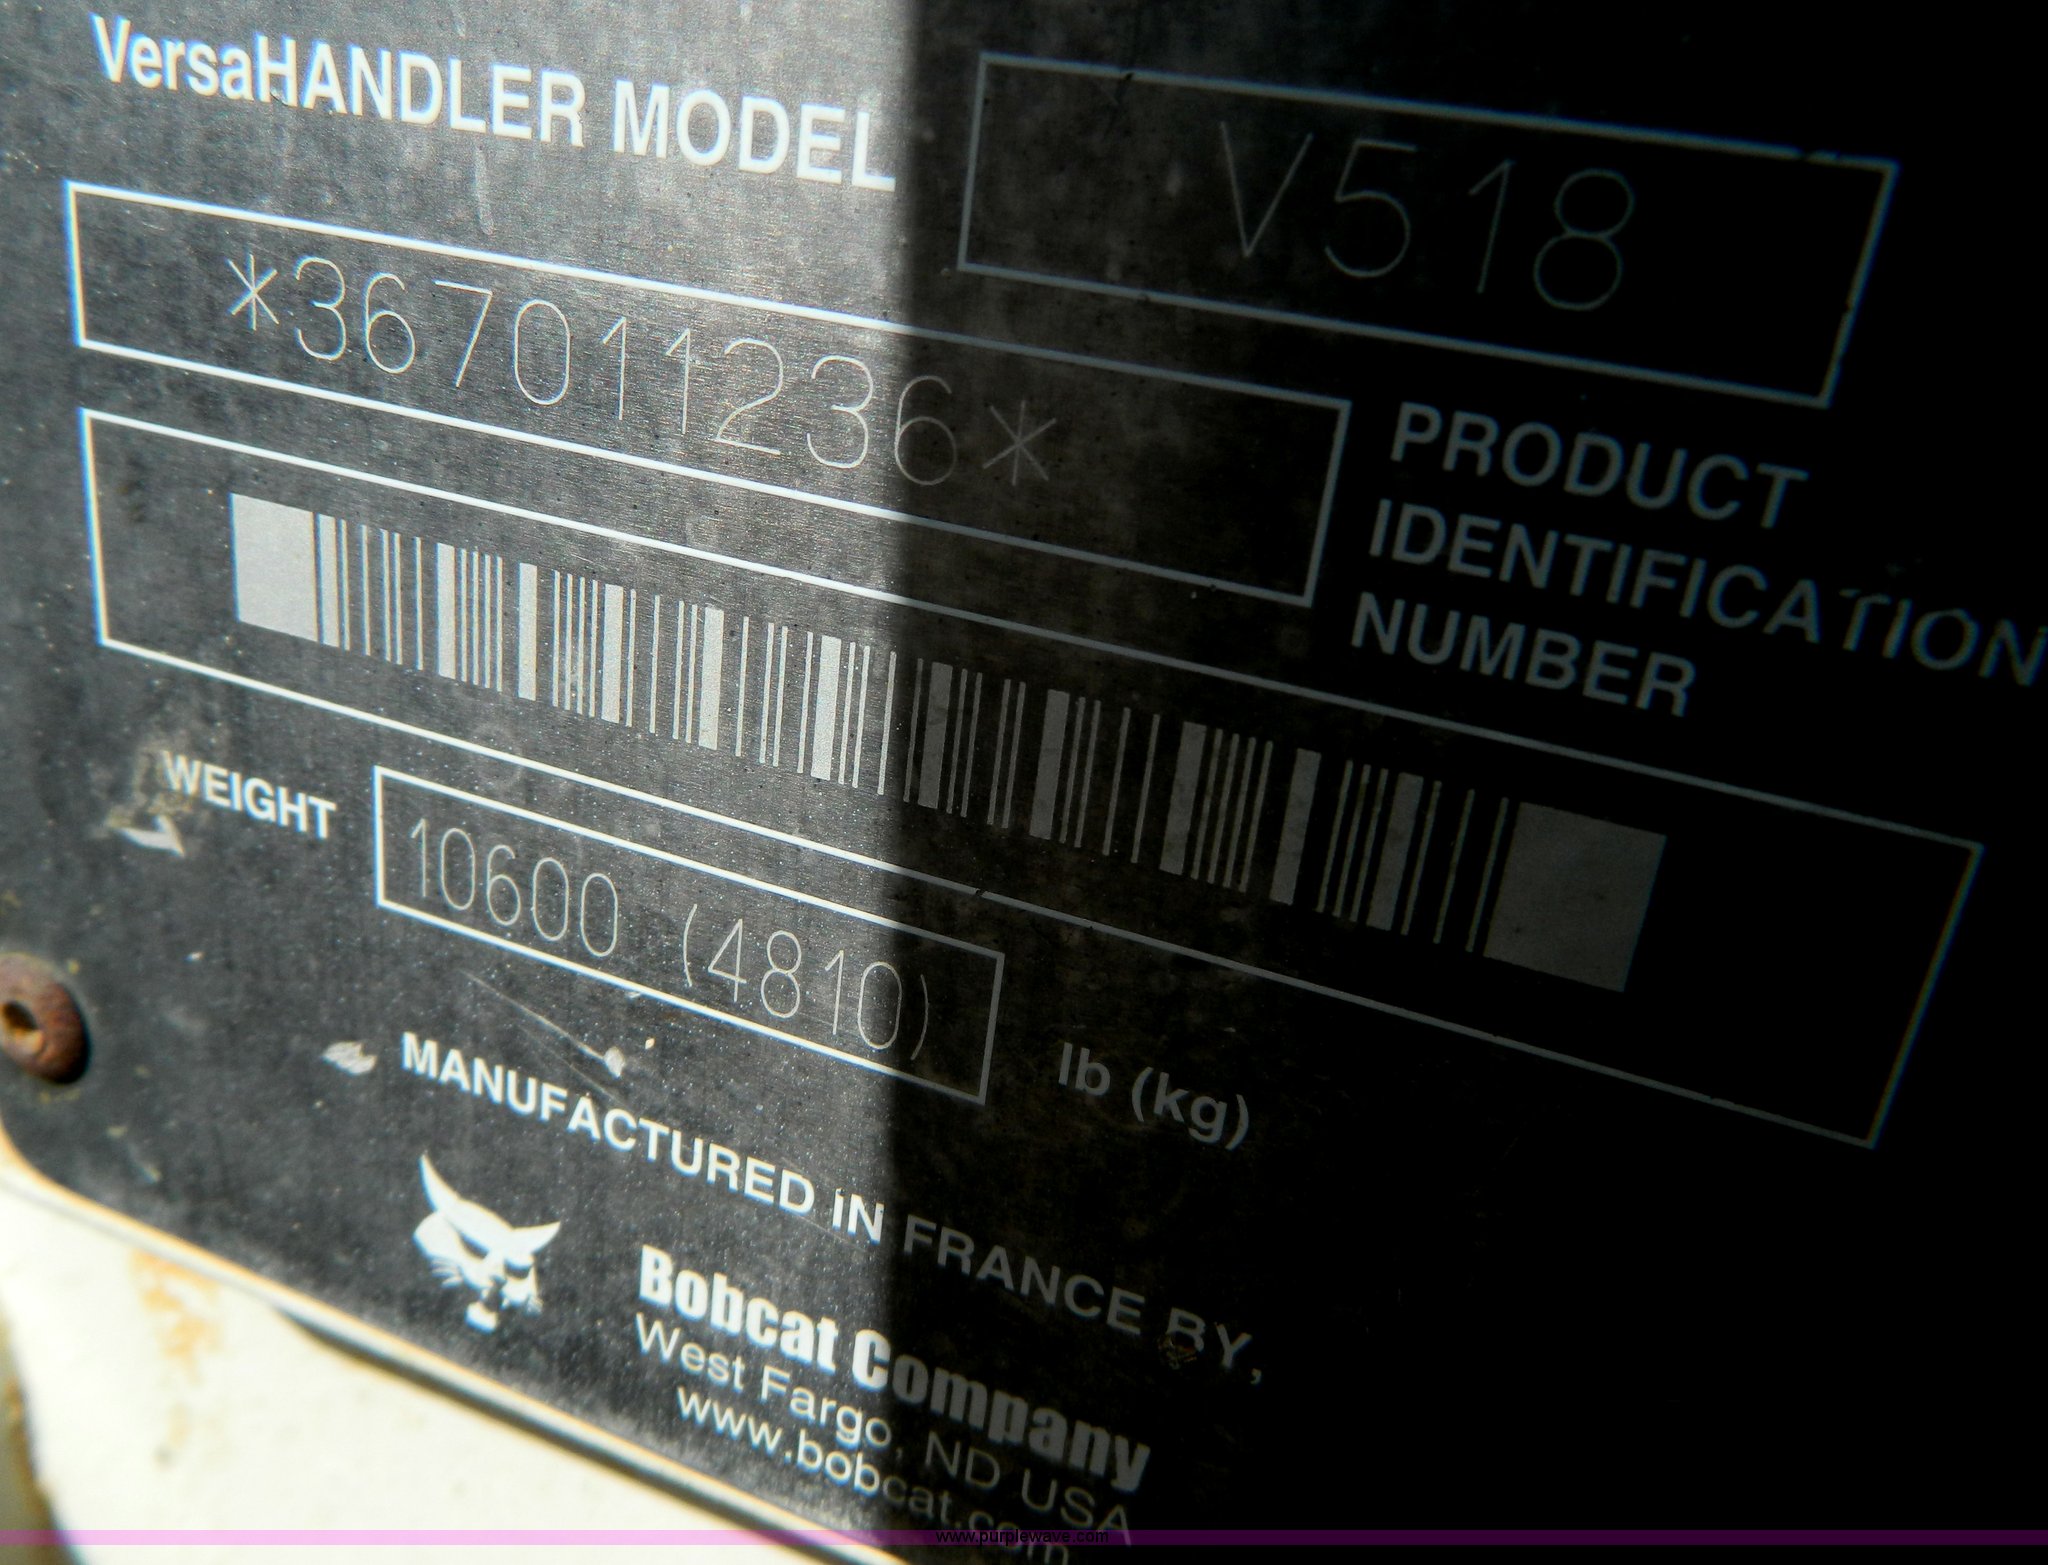 VersaHANDLER MODEL
V518
*367011236*
PRODUCT
IDENTIFICATION
NUMBER
WEIGHT
10600 (4810)
lb (kg)
MANUFACTURED IN FRANCE BY,
Bobcat Company
West Fargo, ND USA
www.bobcat.com
www.purplewave.com